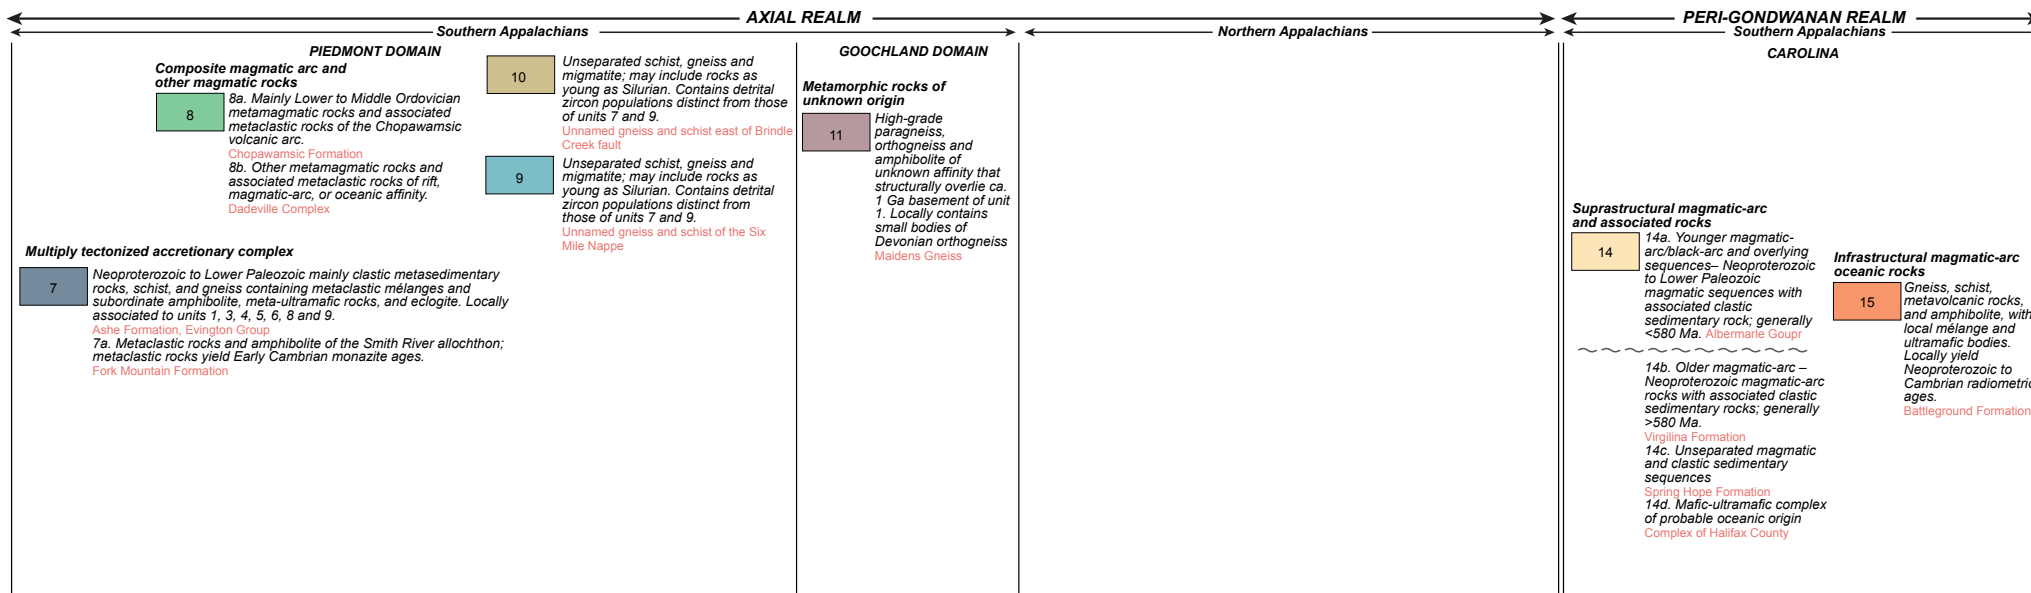 AXIAL REALM
PERI-GONDWANAN REALM
Southern Appalachians
Northern Appalachians
Southern Appalachians
PIEDMONT DOMAIN
Composite magmatic arc and
other magmatic rocks
8
8a. Mainly Lower to Middle Ordovician
metamagmatic rocks and associated
metaclastic rocks of the Chopawamsic
volcanic arc.
Chopawamsic Formation
8b. Other metamagmatic rocks and
associated metaclastic rocks of rift,
magmatic-arc, or oceanic affinity.
Dadeville Complex
10
Unseparated schist, gneiss and
migmatite; may include rocks as
young as Silurian. Contains detrital
zircon populations distinct from those
of units 7 and 9.
Unnamed gneiss and schist east of Brindle
Creek fault
9
Unseparated schist, gneiss and
migmatite; may include rocks as
young as Silurian. Contains detrital
zircon populations distinct from
those of units 7 and 9.
Unnamed gneiss and schist of the Six
Mile Nappe
Multiply tectonized accretionary complex
7
Neoproterozoic to Lower Paleozoic mainly clastic metasedimentary
rocks, schist, and gneiss containing metaclastic mélanges and
subordinate amphibolite, meta-ultramafic rocks, and eclogite. Locally
associated to units 1, 3, 4, 5, 6, 8 and 9.
Ashe Formation, Evington Group
7a. Metaclastic rocks and amphibolite of the Smith River allochthon;
metaclastic rocks yield Early Cambrian monazite ages.
Fork Mountain Formation
GOOCHLAND DOMAIN
Metamorphic rocks of
unknown origin
11
High-grade
paragneiss,
orthogneiss and
amphibolite of
unknown affinity that
structurally overlie ca.
1 Ga basement of unit
1. Locally contains
small bodies of
Devonian orthogneiss
Maidens Gneiss
CAROLINA
Suprastructural magmatic-arc
and associated rocks
14
14a. Younger magmatic-
arc/black-arc and overlying
sequences– Neoproterozoic
to Lower Paleozoic
magmatic sequences with
associated clastic
sedimentary rock; generally
<580 Ma. Albermarle Goupr
14b. Older magmatic-arc –
Neoproterozoic magmatic-arc
rocks with associated clastic
sedimentary rocks; generally
>580 Ma.
Virgilina Formation
14c. Unseparated magmatic
and clastic sedimentary
sequences
Spring Hope Formation
14d. Mafic-ultramafic complex
of probable oceanic origin
Complex of Halifax County
Infrastructural magmatic-arc
oceanic rocks
15
Gneiss, schist,
metavolcanic rocks,
and amphibolite, with
local mélange and
ultramafic bodies.
Locally yield
Neoproterozoic to
Cambrian radiometric
ages.
Battleground Formation